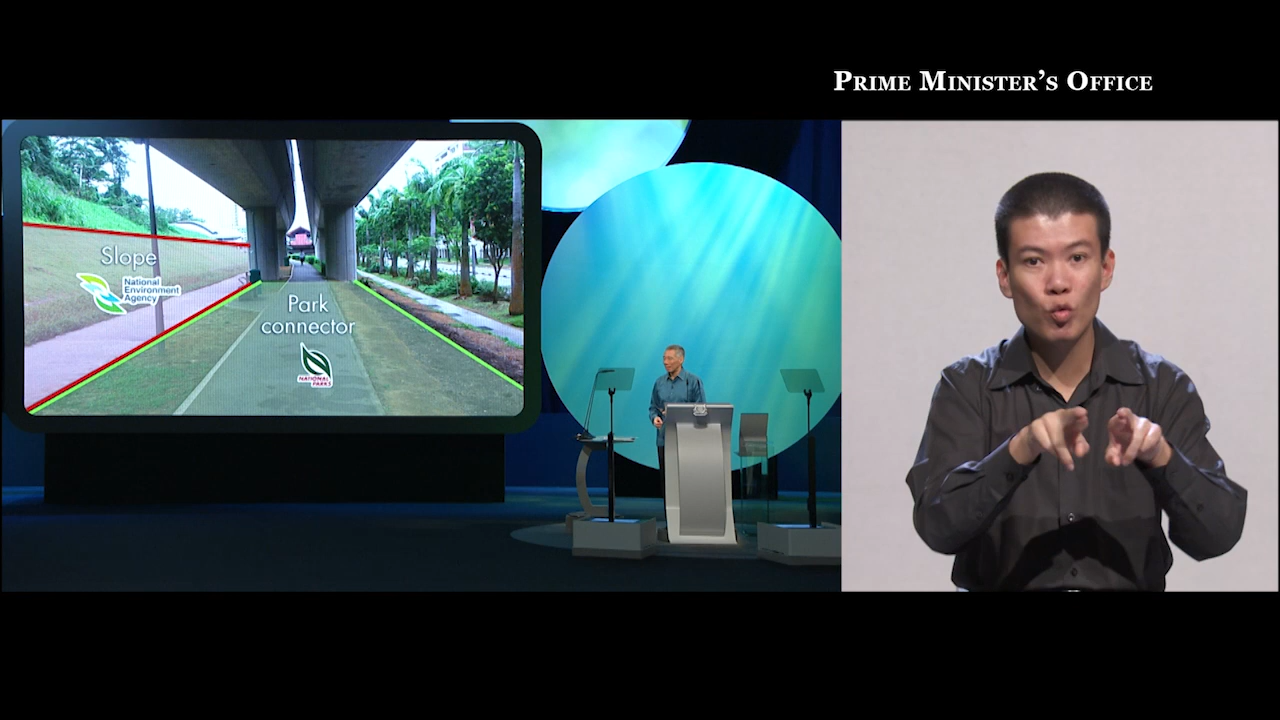 PRIME MINISTER'S OFFICE
Slope
National
Environment
Agency
Park
connector
NATIONAL
PARKS